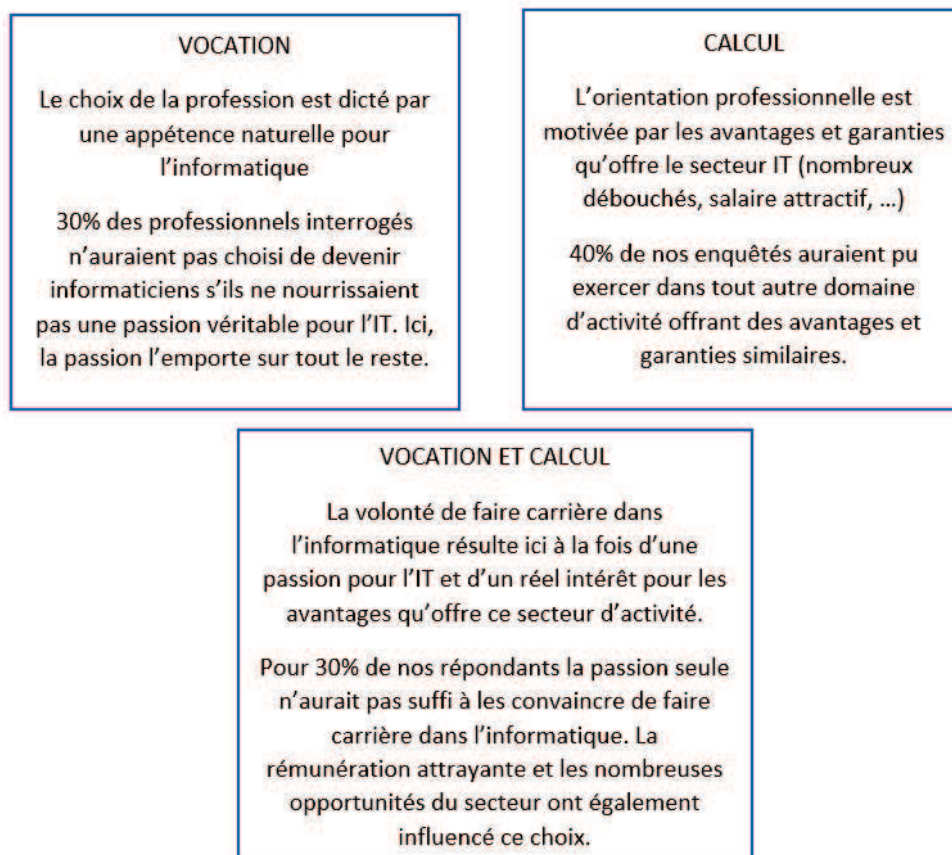 VOCATION
Le choix de la profession est dicté par
une appétence naturelle pour
l’informatique
30% des professionnels interrogés
n’auraient pas choisi de devenir
informaticiens s’ils ne nourrissaient
pas une passion véritable pour l’IT. Ici,
la passion l’emporte sur tout le reste.
CALCUL
L’orientation professionnelle est
motivée par les avantages et garanties
qu’offre le secteur IT (nombreux
débouchés, salaire attractif, …)
40% de nos enquêtés auraient pu
exercer dans tout autre domaine
d’activité offrant des avantages et
garanties similaires.
VOCATION ET CALCUL
La volonté de faire carrière dans
l’informatique résulte ici à la fois d’une
passion pour l’IT et d’un réel intérêt pour les
avantages qu’offre ce secteur d’activité.
Pour 30% de nos répondants la passion seule
n’aurait pas suffi à les convaincre de faire
carrière dans l’informatique. La
rémunération attrayante et les nombreuses
opportunités du secteur ont également
influencé ce choix.